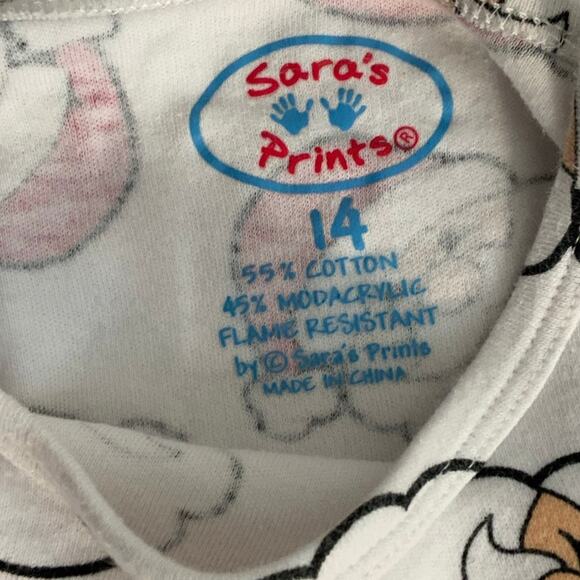 Sara's
Prints®
14
55% COTTON
45% MODACRYLIC
FLAME RESISTANT
by © Sara's Prints
MADE IN CHINA